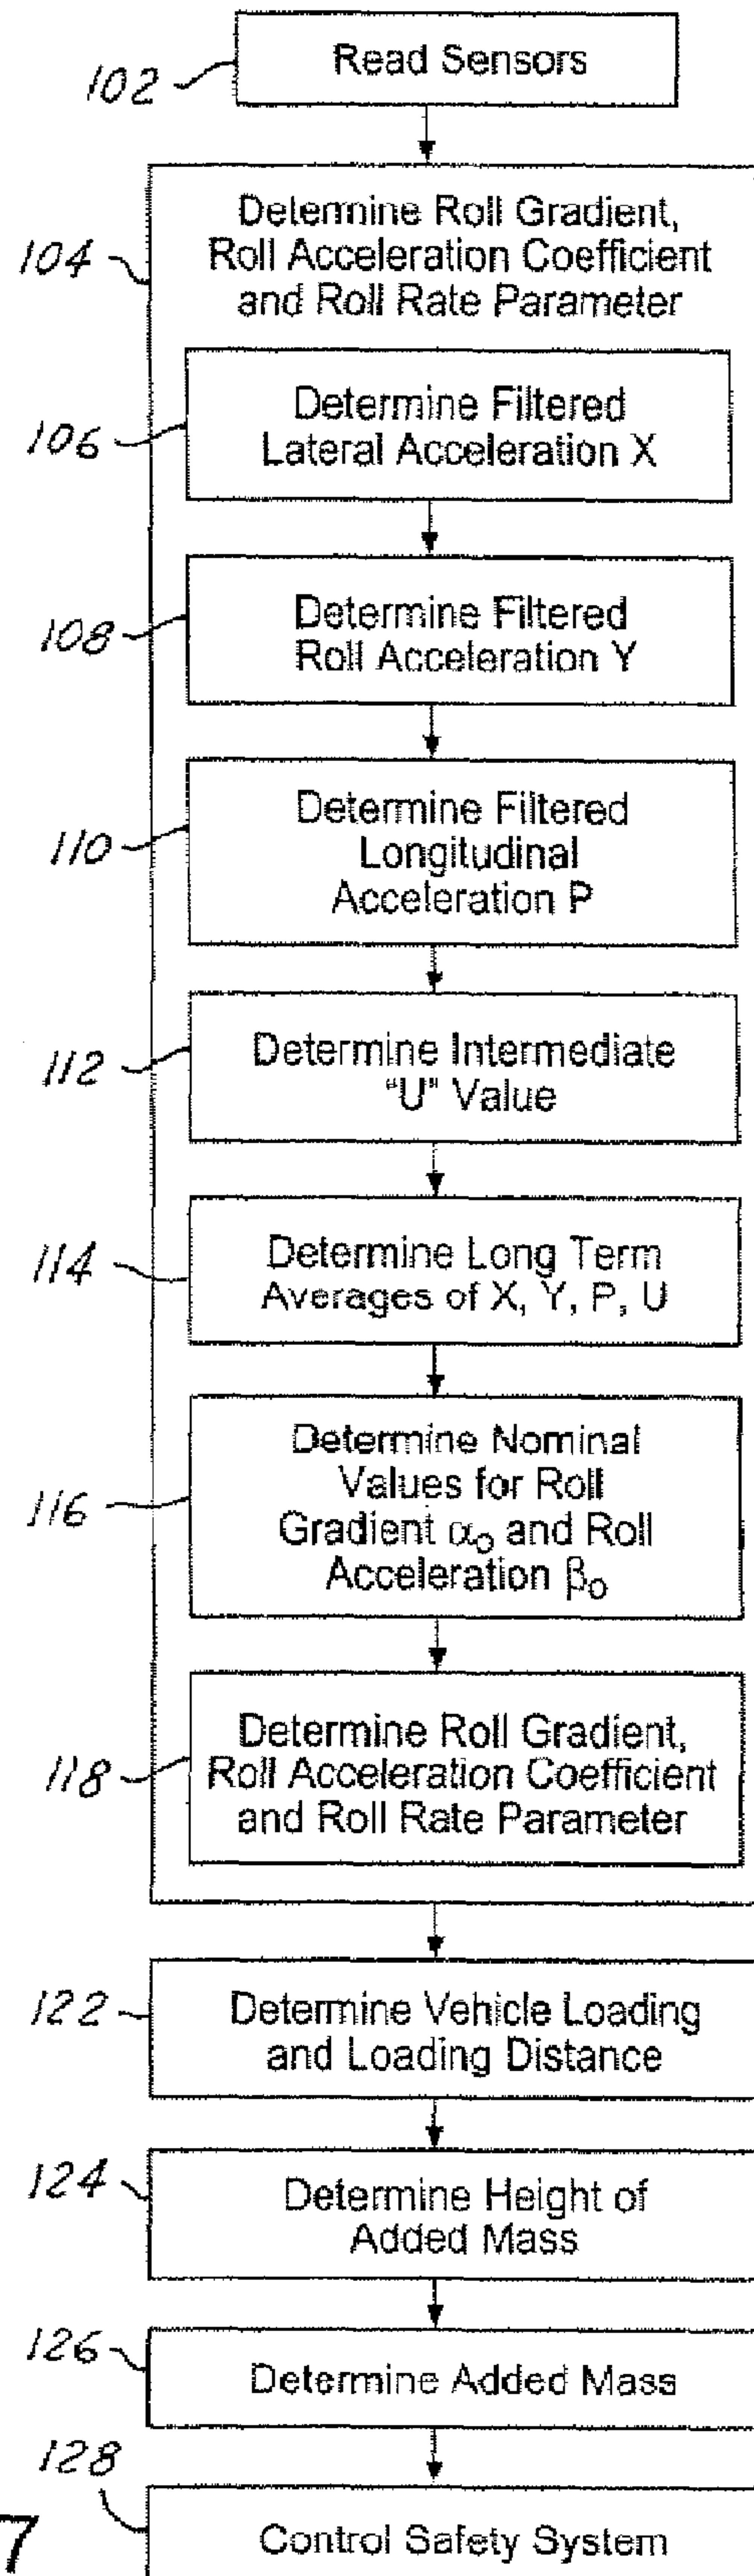 102
Read Sensors
104
Determine Roll Gradient,
Roll Acceleration Coefficient
and Roll Rate Parameter
106
Determine Filtered
Lateral Acceleration X
108
Determine Filtered
Roll Acceleration Y
110
Determine Filtered
Longitudinal
Acceleration P
112
Determine Intermediate
"U" Value
114
Determine Long Term
Averages of X, Y, P, U
116
Determine Nominal
Values for Roll
Gradient α₀ and Roll
Acceleration β₀
118
Determine Roll Gradient,
Roll Acceleration Coefficient
and Roll Rate Parameter
122
Determine Vehicle Loading
and Loading Distance
124
Determine Height of
Added Mass
126
Determine Added Mass
128
Control Safety System
7